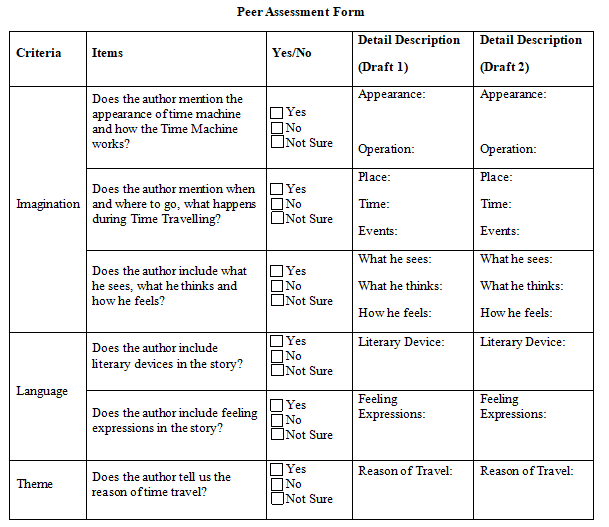 Peer Assessment Form
Criteria
Items
Yes/No
Detail Description
(Draft 1)
Detail Description
(Draft 2)
Imagination
Does the author mention the
appearance of time machine
and how the Time Machine
works?
Yes
No
Not Sure
Appearance:
Operation:
Appearance:
Operation:
Does the author mention when
and where to go, what happens
during Time Travelling?
Yes
No
Not Sure
Place:
Time:
Events:
Place:
Time:
Events:
Does the author include what
he sees, what he thinks and
how he feels?
Yes
No
Not Sure
What he sees:
What he thinks:
How he feels:
What he sees:
What he thinks:
How he feels:
Language
Does the author include
literary devices in the story?
Yes
No
Not Sure
Literary Device:
Literary Device:
Does the author include feeling
expressions in the story?
Yes
No
Not Sure
Feeling
Expressions:
Feeling
Expressions:
Theme
Does the author tell us the
reason of time travel?
Yes
No
Not Sure
Reason of Travel:
Reason of Travel: